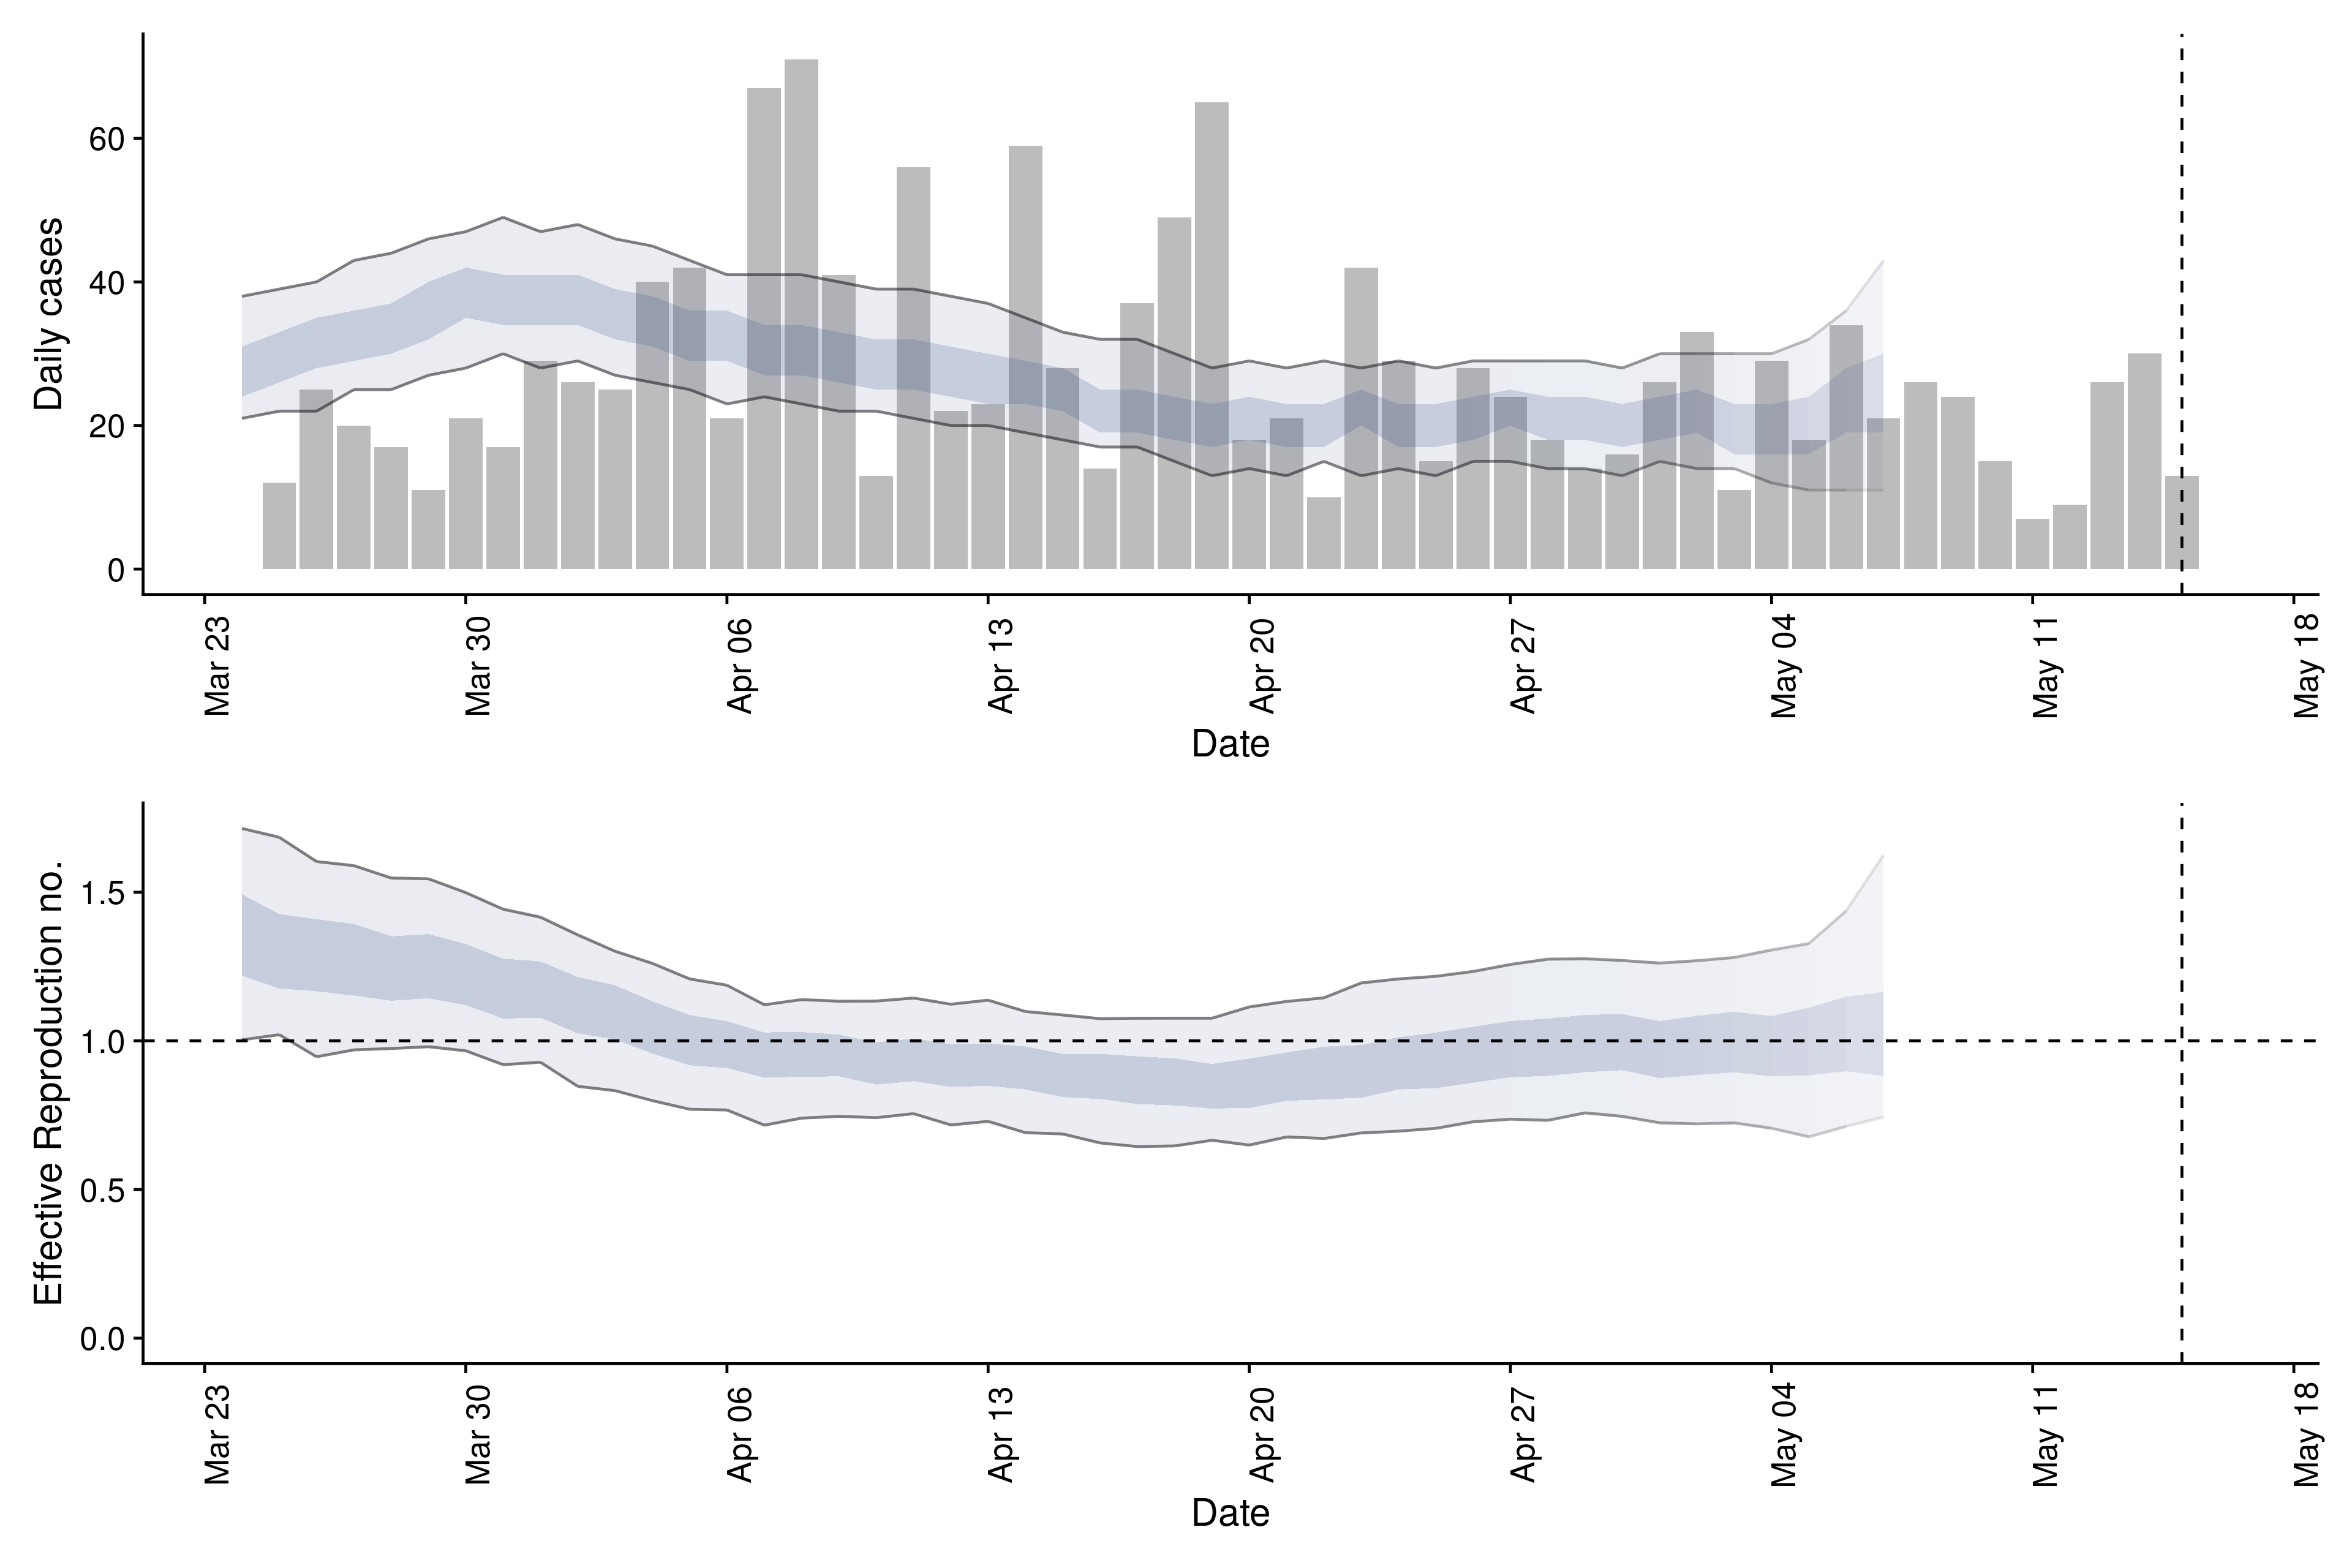 Daily cases
60
40
20
0
Mar 23
Mar 30
Apr 06
Apr 13
Apr 20
Apr 27
May 04
May 11
May 18
Date
Effective Reproduction no.
1.5
1.0
0.5
0.0
Mar 23
Mar 30
Apr 06
Apr 13
Apr 20
Apr 27
May 04
May 11
May 18
Date